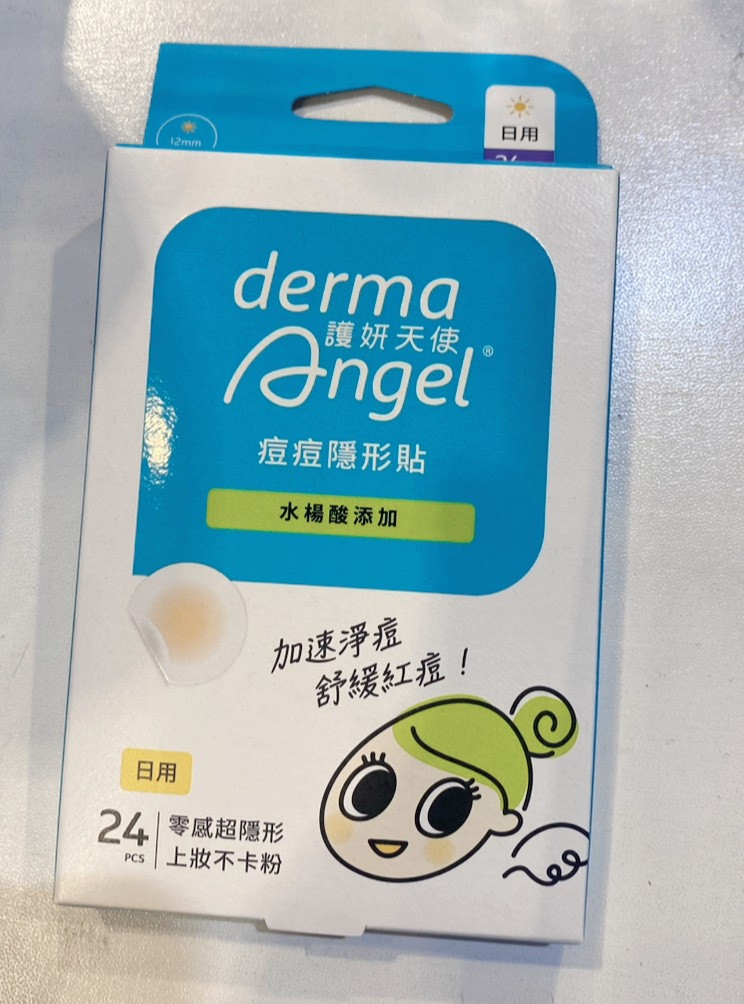 12mm
日用
derma
護妍天使
Angel®
痘痘隱形貼
水楊酸添加
加速淨痘
舒緩紅痘！
日用
24
PCS
零感超隱形
上妝不卡粉